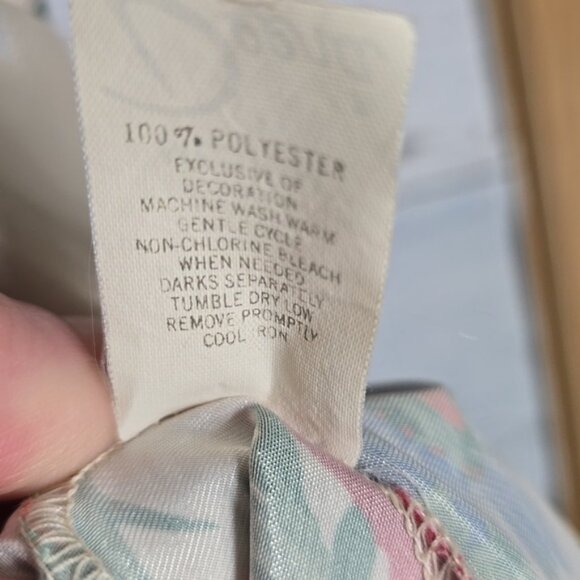 100% POLYESTER
EXCLUSIVE OF
DECORATION
MACHINE WASH WARM
GENTLE CYCLE
NON-CHLORINE BLEACH
WHEN NEEDED
DARKS SEPARATELY
TUMBLE DRY LOW
REMOVE PROMPTLY
COOL IRON